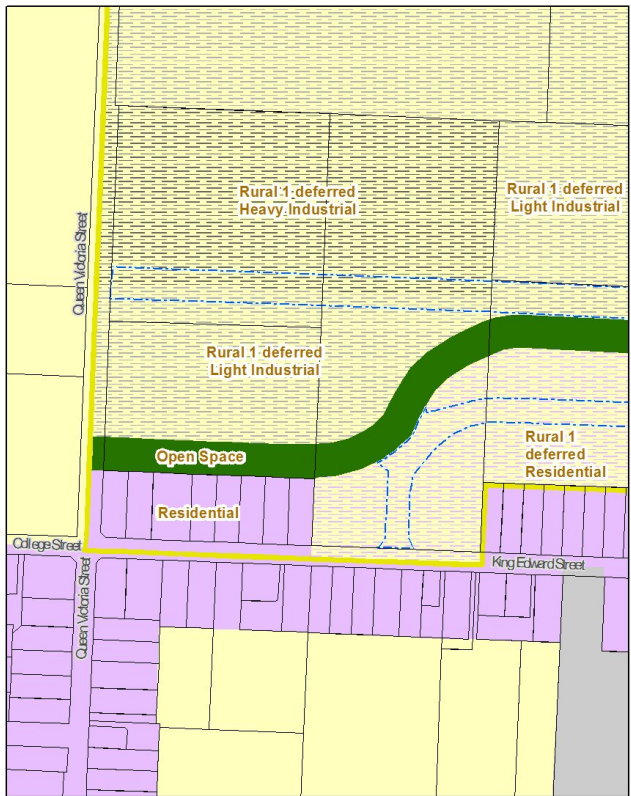 Rural 1 deferred
Heavy Industrial
Rural 1 deferred
Light Industrial
Queen Victoria Street
Rural 1 deferred
Light Industrial
Open Space
Rural 1
deferred
Residential
Residential
College Street
King Edward Street
Queen Victoria Street